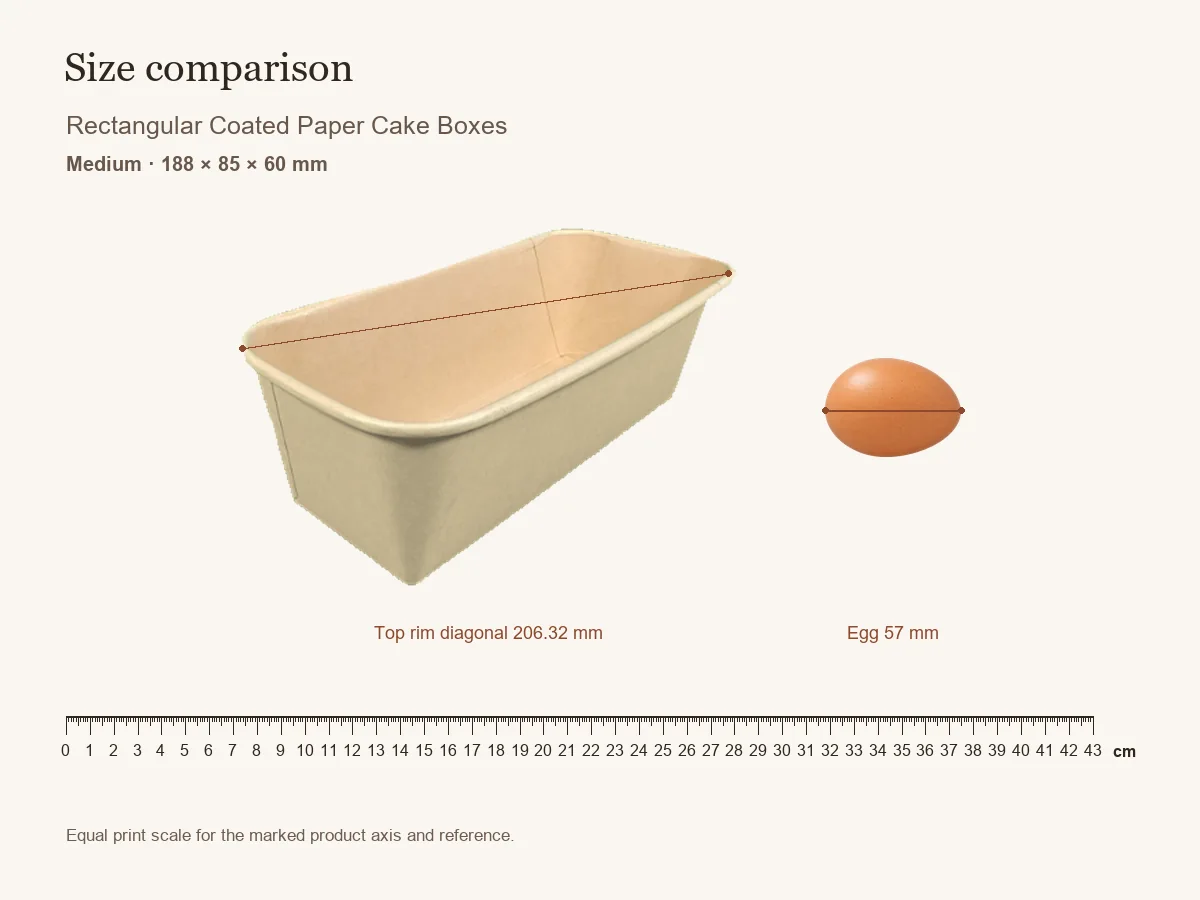 Size comparison
Rectangular Coated Paper Cake Boxes
Medium · 188 × 85 × 60 mm
Top rim diagonal 206.32 mm
Egg 57 mm
0 1 2 3 4 5 6 7 8 9 10 11 12 13 14 15 16 17 18 19 20 21 22 23 24 25 26 27 28 29 30 31 32 33 34 35 36 37 38 39 40 41 42 43 cm
Equal print scale for the marked product axis and reference.